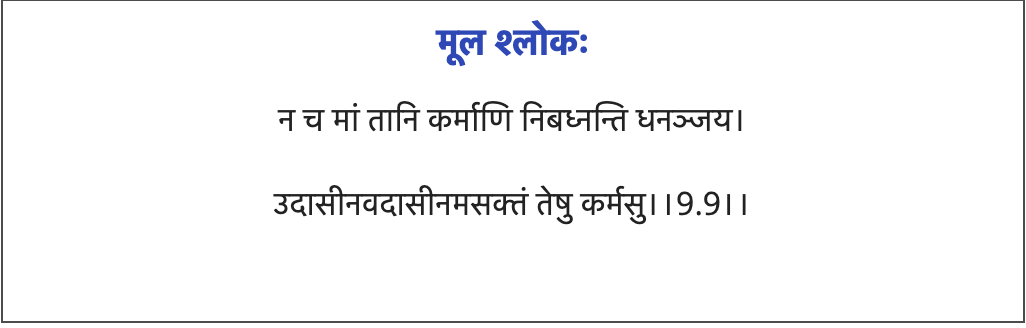 मूल श्लोकः
न च मां तानि कर्माणि निबध्नन्ति धनञ्जय।
उदासीनवदासीनमसक्तं तेषु कर्मसु।।9.9।।